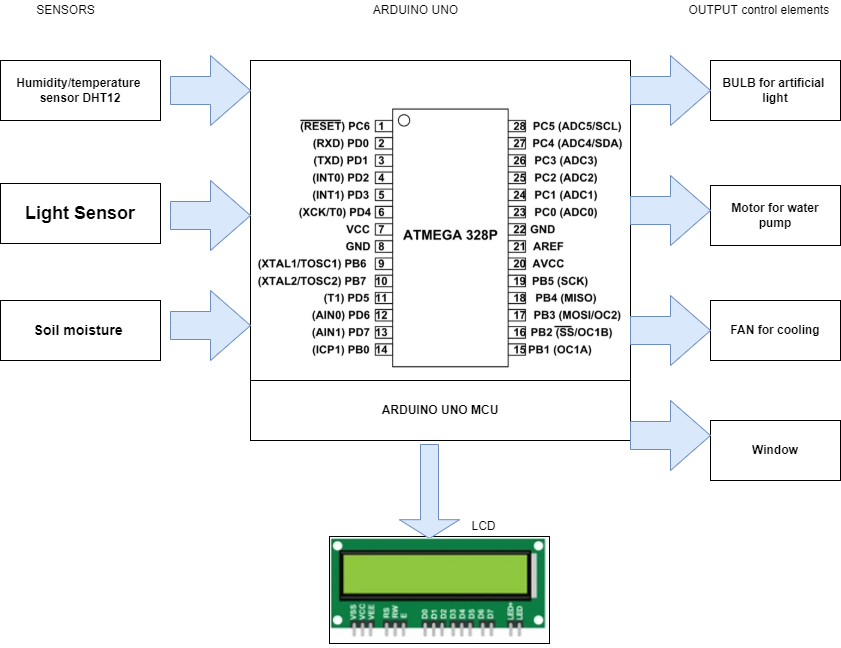 SENSORS
ARDUINO UNO
OUTPUT control elements
Humidity/temperature
sensor DHT12
Light Sensor
Soil moisture
(RESET) PC6 1
(RXD) PD0 2
(TXD) PD1 3
(INT0) PD2 4
(INT1) PD3 5
(XCK/T0) PD4 6
VCC 7
GND 8
(XTAL1/TOSC1) PB6 9
(XTAL2/TOSC2) PB7 10
(T1) PD5 11
(AIN0) PD6 12
(AIN1) PD7 13
(ICP1) PB0 14
ATMEGA 328P
28 PC5 (ADC5/SCL)
27 PC4 (ADC4/SDA)
26 PC3 (ADC3)
25 PC2 (ADC2)
24 PC1 (ADC1)
23 PC0 (ADC0)
22 GND
21 AREF
20 AVCC
19 PB5 (SCK)
18 PB4 (MISO)
17 PB3 (MOSI/OC2)
16 PB2 (SS/OC1B)
15 PB1 (OC1A)
ARDUINO UNO MCU
BULB for artificial
light
Motor for water
pump
FAN for cooling
Window
LCD
VSS VCC VEE RS RW E D0 D1 D2 D3 D4 D5 D6 D7 LED+ LED